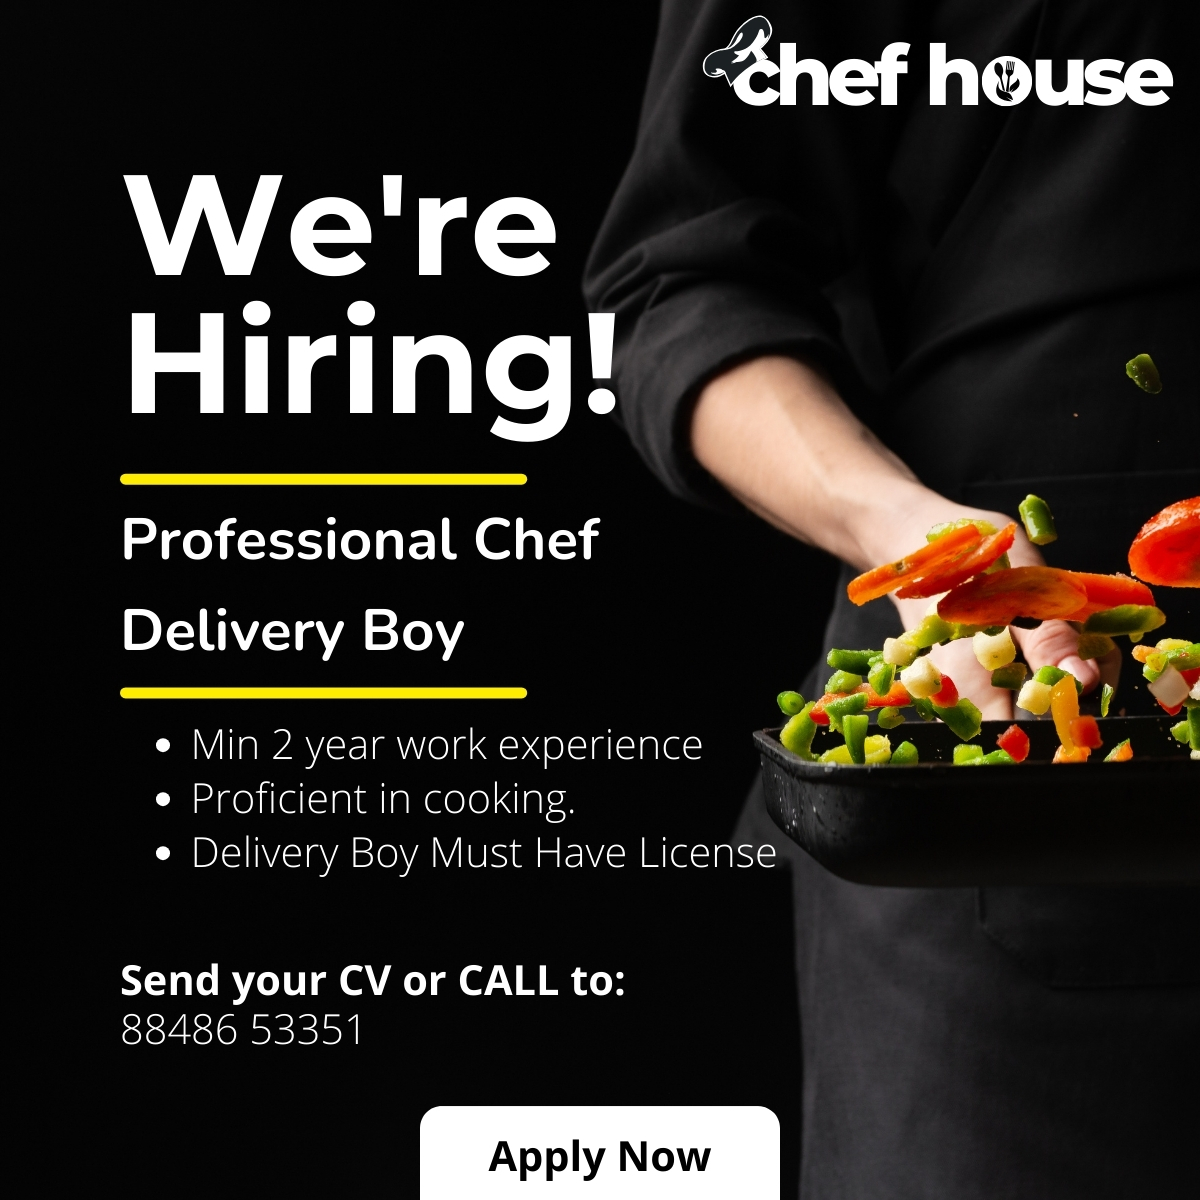 chef house
We're
Hiring!
Professional Chef
Delivery Boy
• Min 2 year work experience
• Proficient in cooking.
• Delivery Boy Must Have License
Send your CV or CALL to:
88486 53351
Apply Now